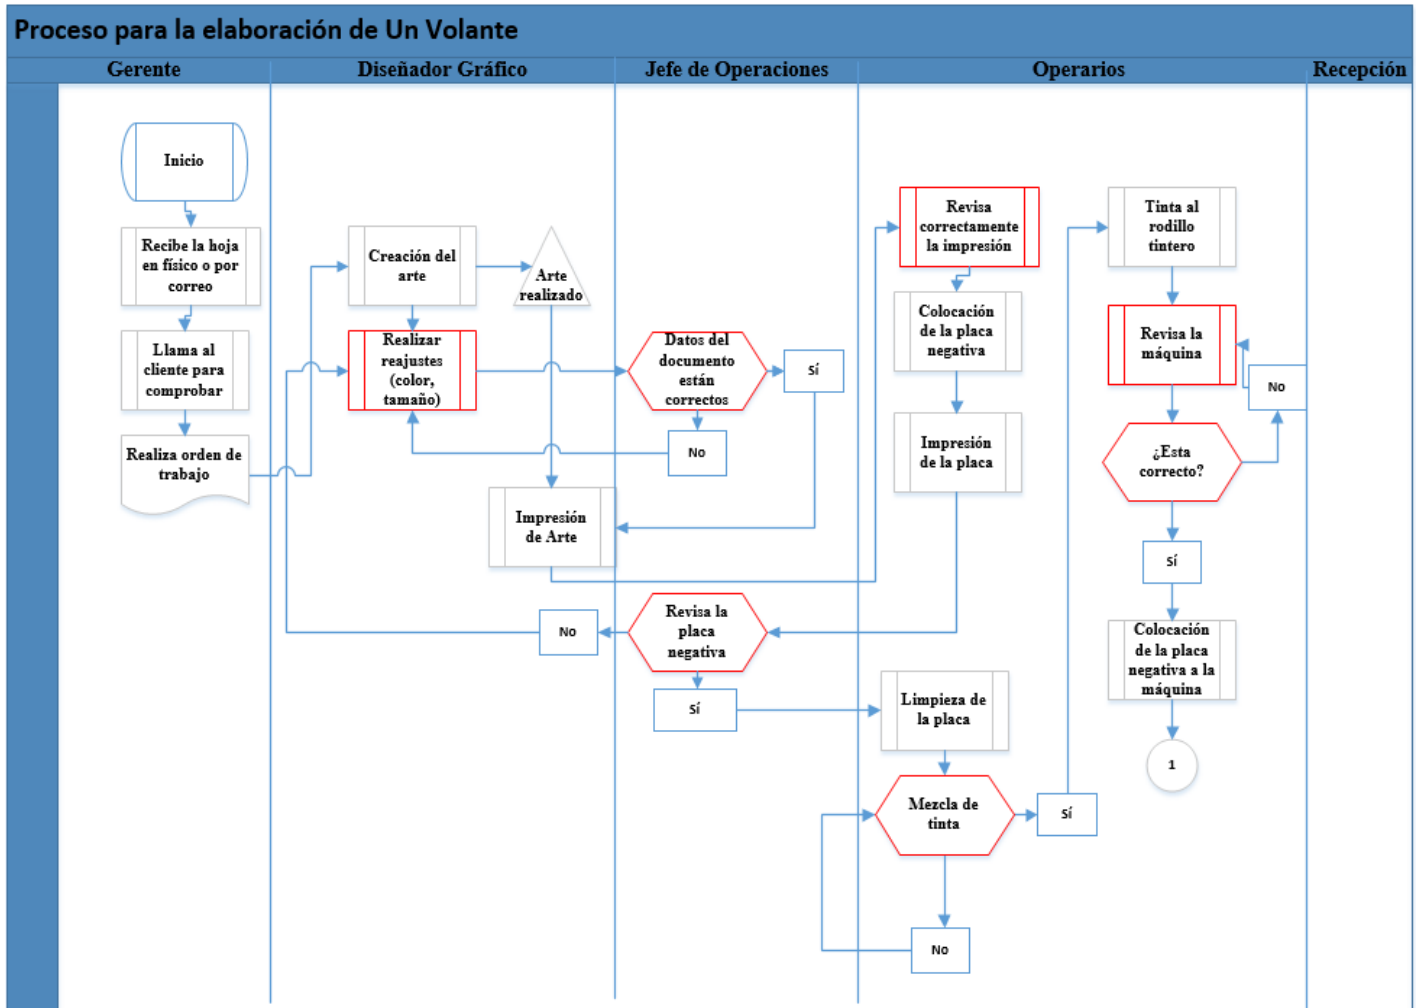 Proceso para la elaboración de Un Volante
Gerente
Diseñador Gráfico
Jefe de Operaciones
Operarios
Recepción
Inicio
Recibe la hoja
en físico o por
correo
Llama al
cliente para
comprobar
Realiza orden de
trabajo
Creación del
arte
Arte
realizado
Realizar
reajustes
(color,
tamaño)
Datos del
documento
están
correctos
Sí
No
Impresión
de Arte
Revisa la
placa
negativa
No
Sí
Revisa
correctamente
la impresión
Colocación
de la placa
negativa
Impresión
de la placa
Limpieza de
la placa
Mezcla de
tinta
Sí
No
Tinta al
rodillo
tintero
Revisa la
máquina
No
¿Esta
correcto?
Sí
Colocación
de la placa
negativa a la
máquina
1